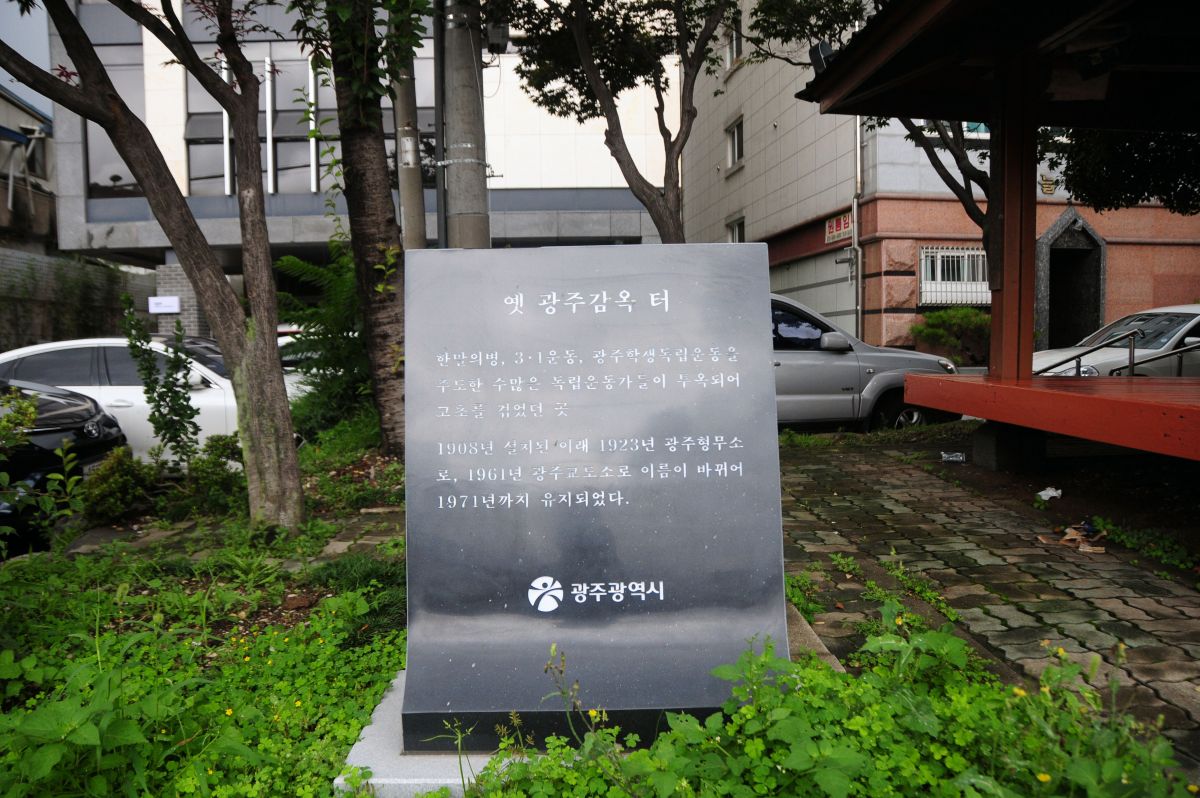 옛 광주감옥 터
한말의병, 3·1운동, 광주학생독립운동을
주도한 수많은 독립운동가들이 투옥되어
고초를 겪었던 곳
1908년 설치된 이래 1923년 광주형무소
로, 1961년 광주교도소로 이름이 바뀌어
1971년까지 유지되었다.
광주광역시
원룸임